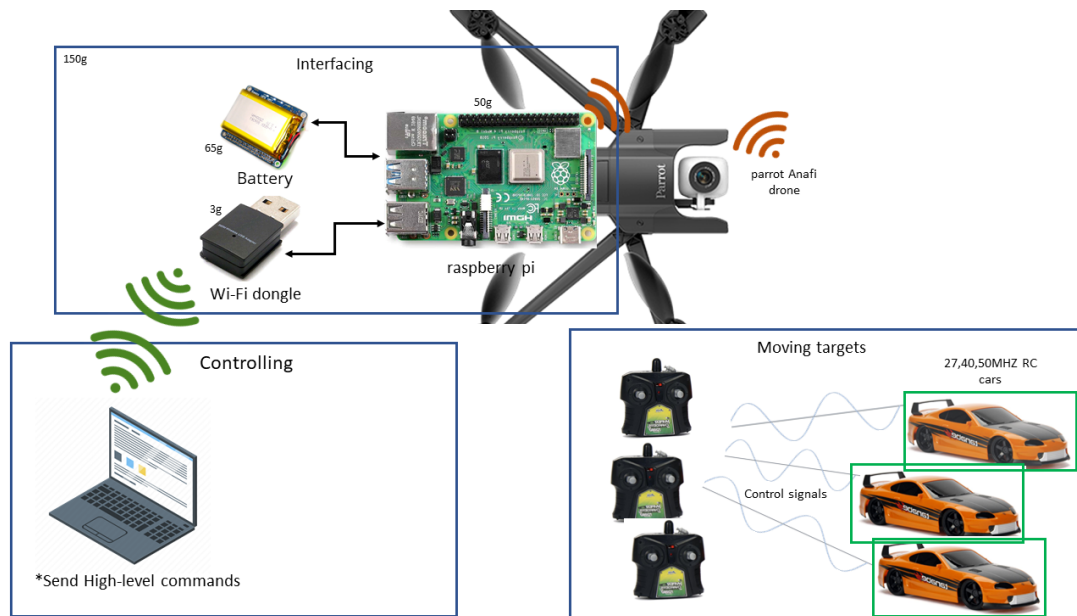 150g
Interfacing
50g
65g
Battery
3g
Wi-Fi dongle
raspberry pi
HDMI
Parrot
parrot Anafi
drone
Controlling
*Send High-level commands
Moving targets
27,40,50MHZ RC
cars
Control signals